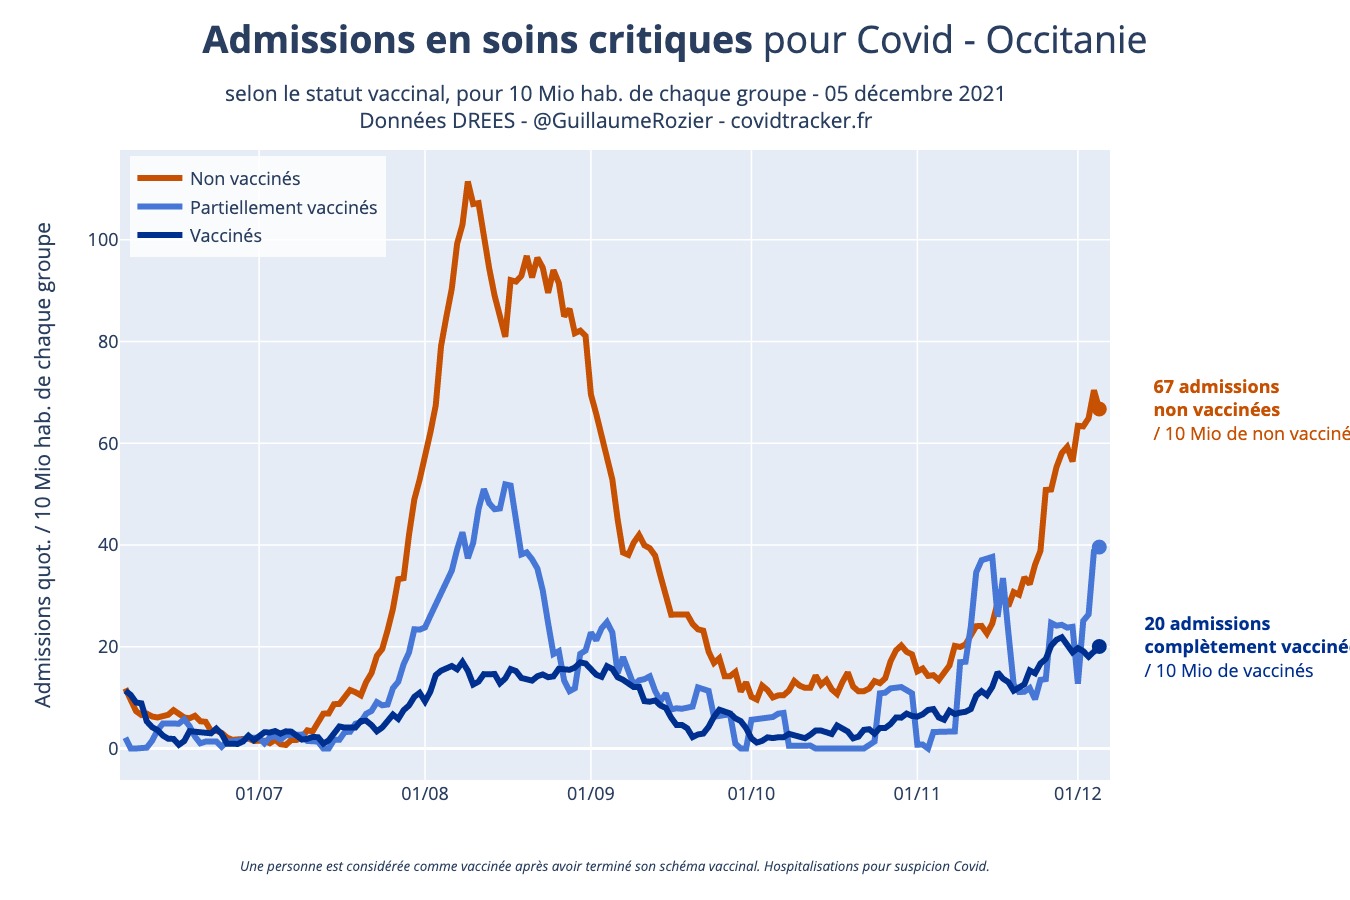 Admissions en soins critiques pour Covid - Occitanie
selon le statut vaccinal, pour 10 Mio hab. de chaque groupe - 05 décembre 2021
Données DREES - @GuillaumeRozier - covidtracker.fr
Non vaccinés
Partiellement vaccinés
Vaccinés
Admissions quot. / 10 Mio hab. de chaque groupe
100
80
60
40
20
0
01/07
01/08
01/09
01/10
01/11
01/12
67 admissions
non vaccinées
/ 10 Mio de non vacciné
20 admissions
complètement vacciné
/ 10 Mio de vaccinés
Une personne est considérée comme vaccinée après avoir terminé son schéma vaccinal. Hospitalisations pour suspicion Covid.